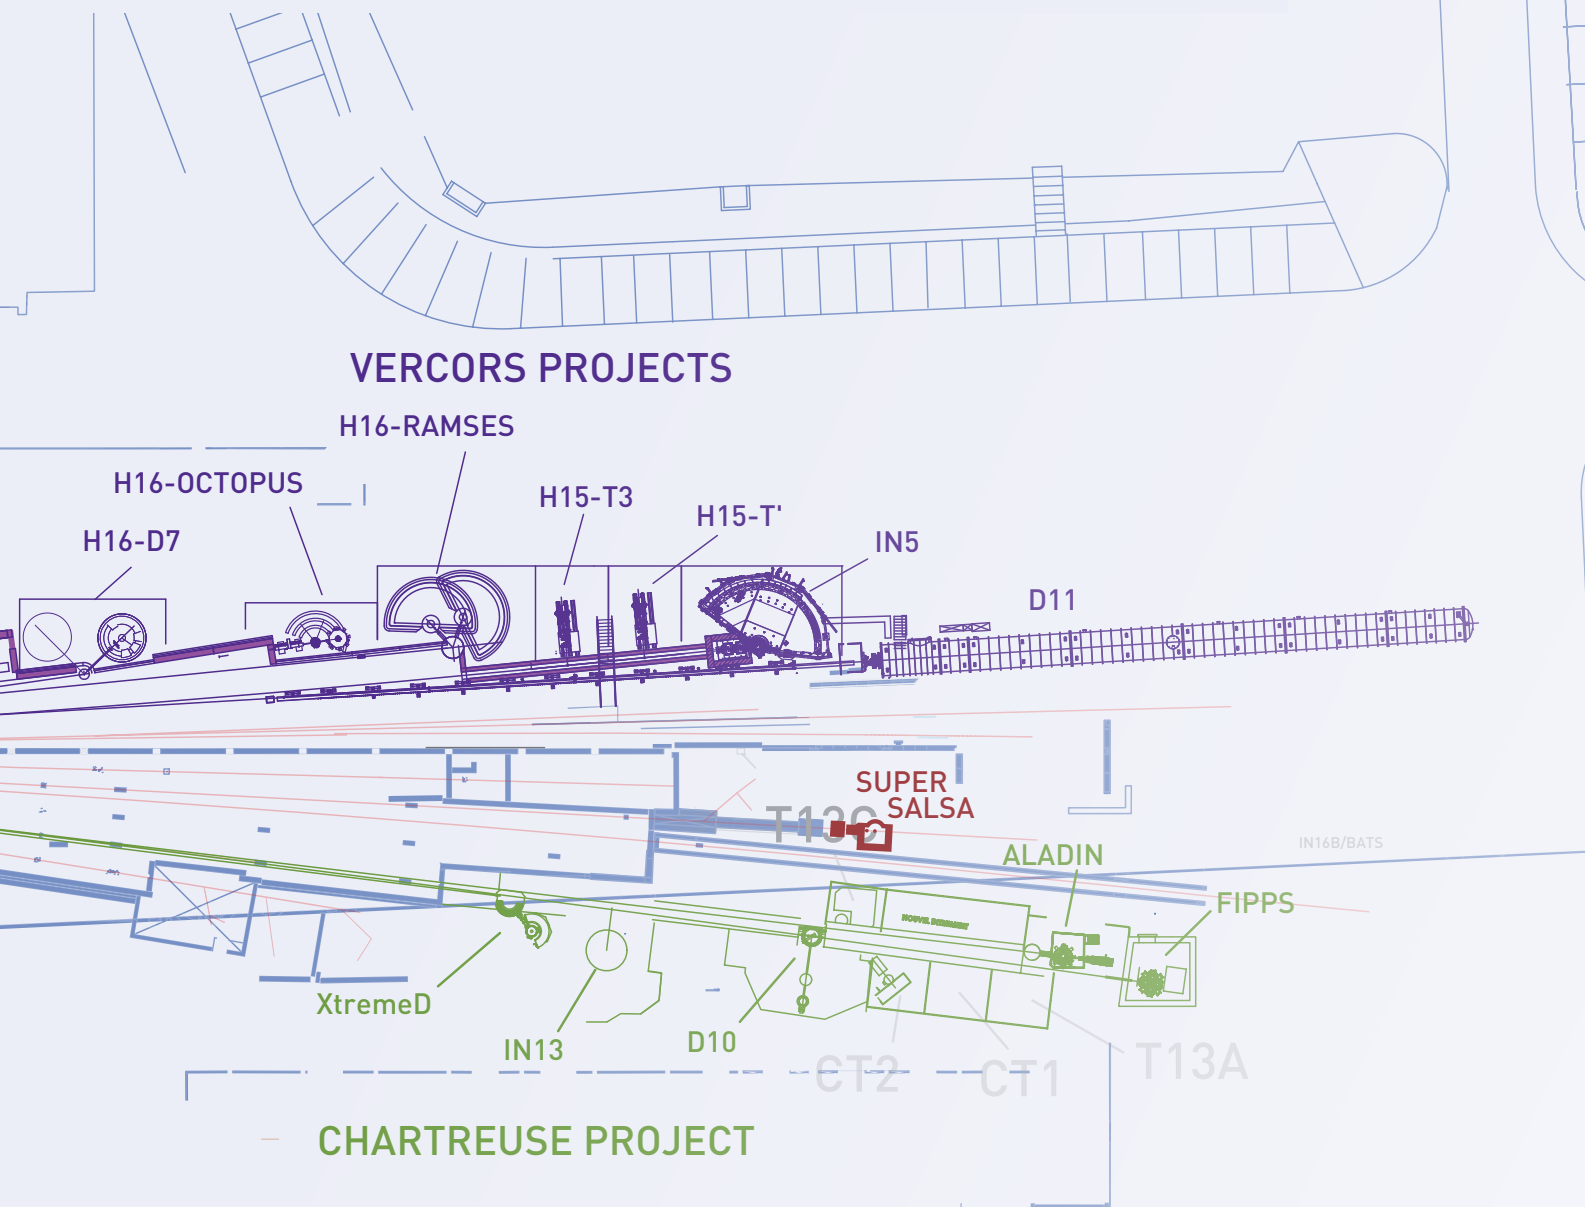 VERCORS PROJECTS
H16-RAMSES
H16-OCTOPUS
H15-T3
H15-T'
H16-D7
IN5
D11
SUPER
SALSA
T13C
IN16B/BATS
ALADIN
FIPPS
XtremeD
IN13
D10
CT2
CT1
T13A
CHARTREUSE PROJECT